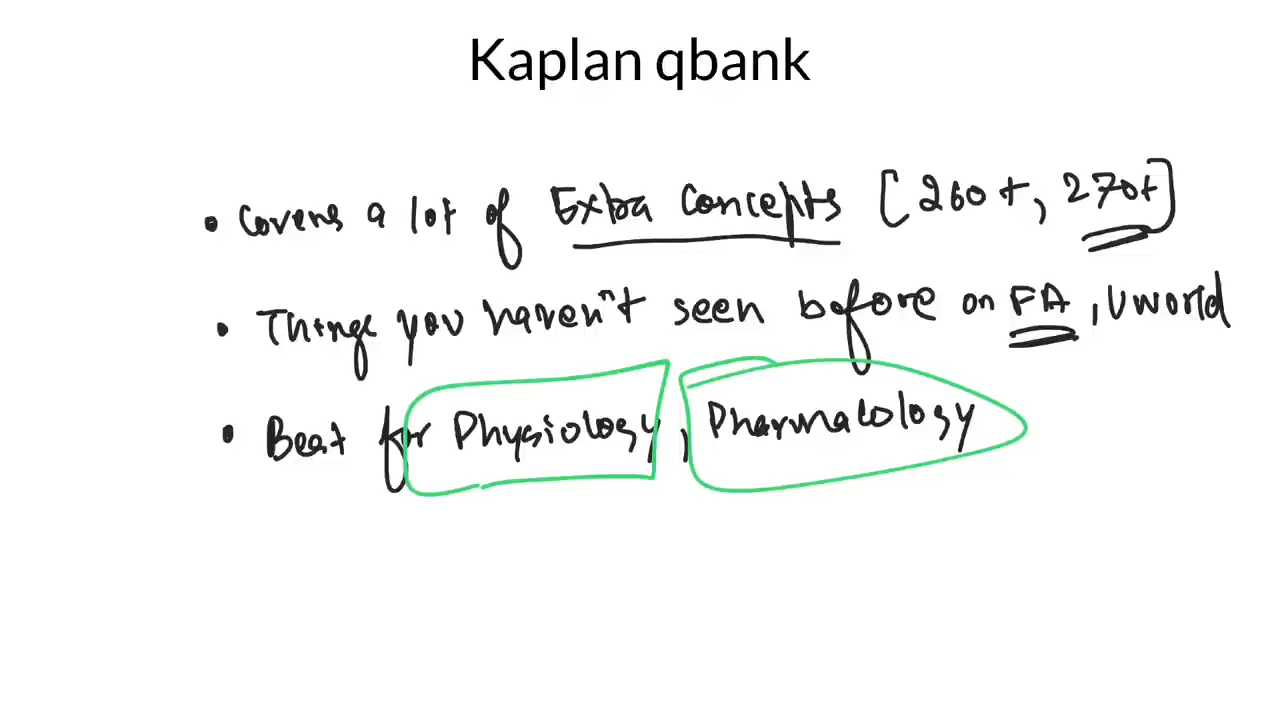 Kaplan qbank
• Covers a lot of Extra Concepts [260+, 270+]
• Things you haven't seen before on FA, Uworld
• Best for Physiology, Pharmacology